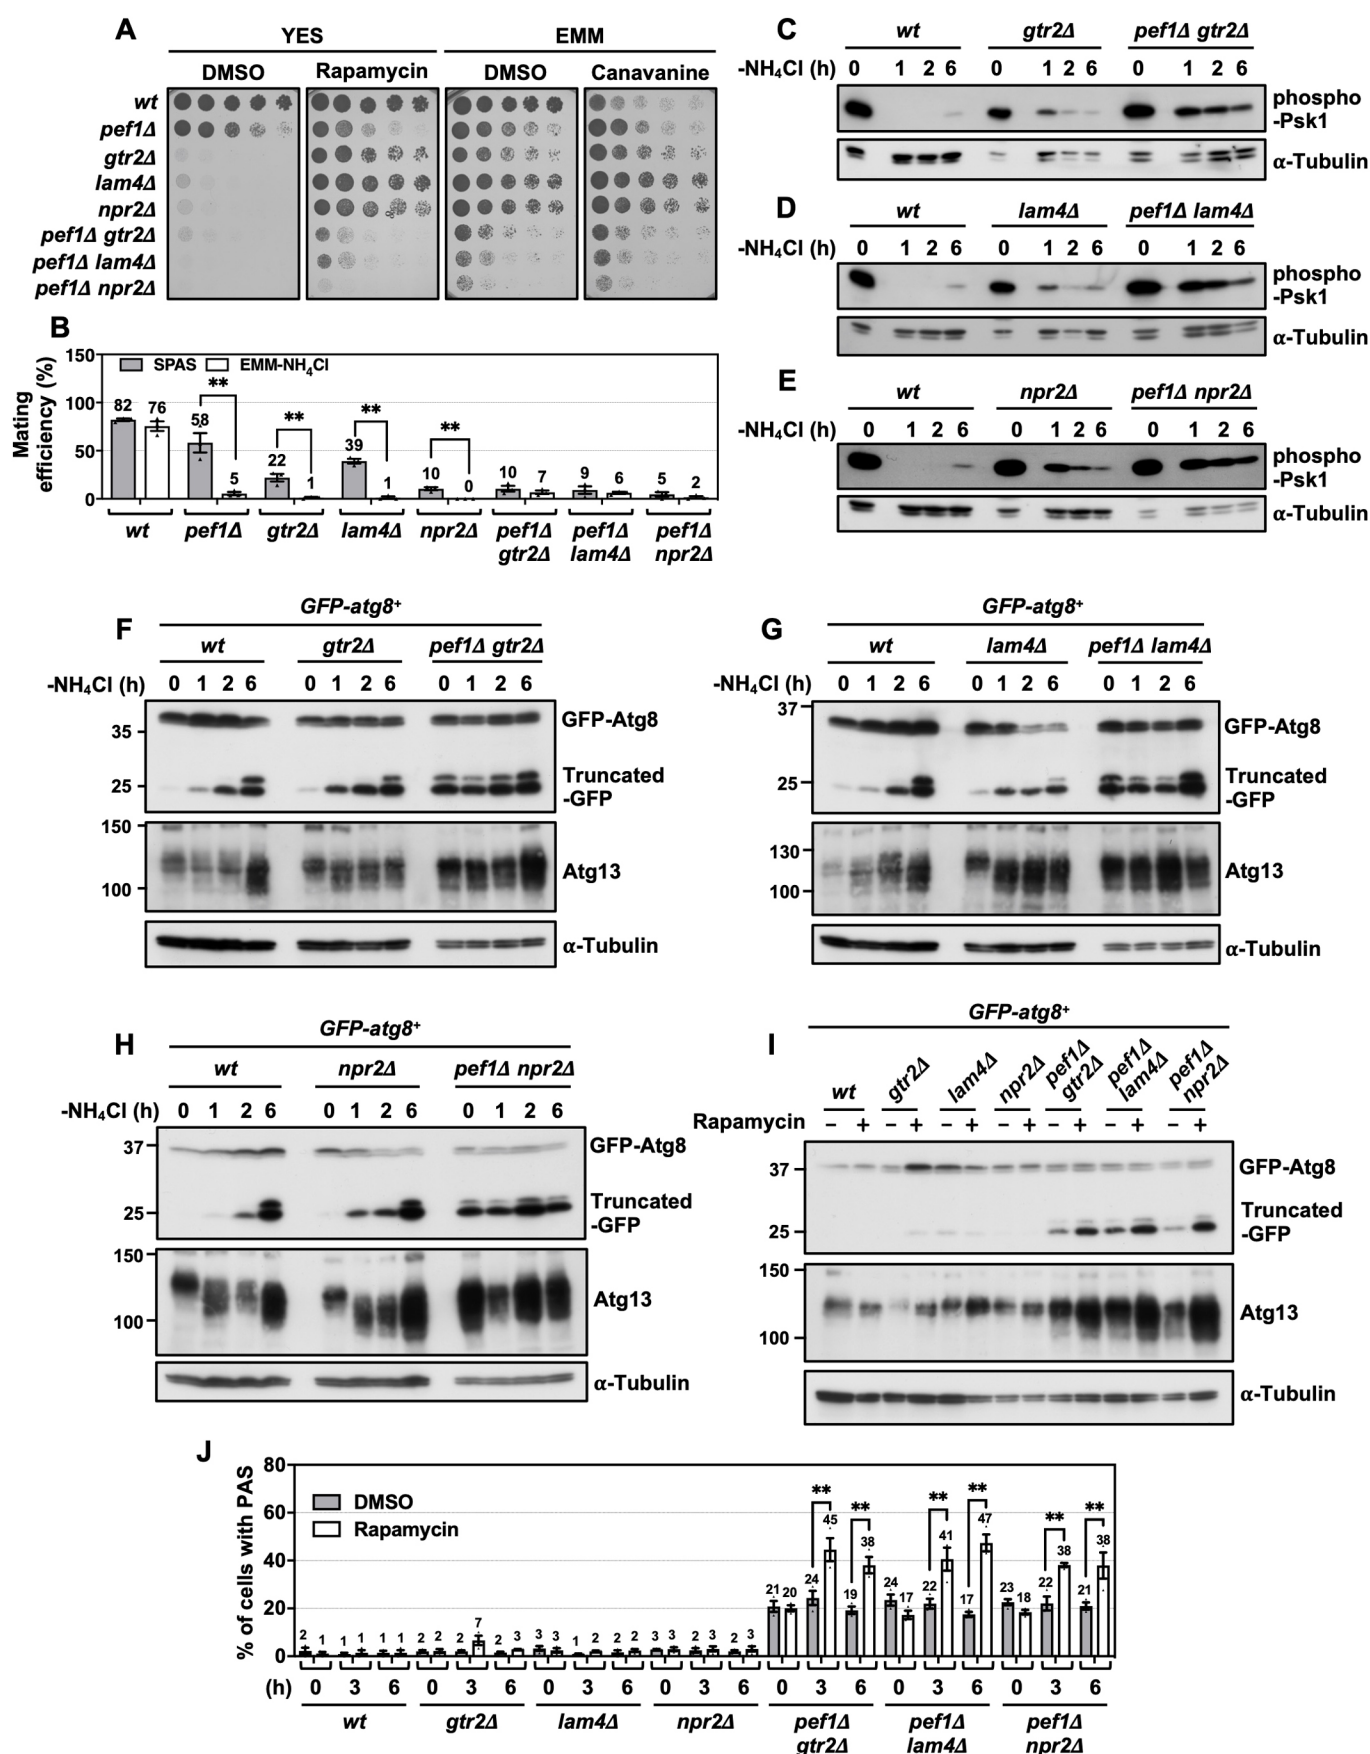 A
YES
EMM
DMSO
Rapamycin
DMSO
Canavanine
wt
pef1Δ
gtr2Δ
lam4Δ
npr2Δ
pef1Δ gtr2Δ
pef1Δ lam4Δ
pef1Δ npr2Δ
B
Mating efficiency (%)
150
100
50
0
SPAS
EMM-NH₄Cl
** ** ** **
82 76 58 5 22 1 39 1 10 0 10 7 9 6 5 2
wt pef1Δ gtr2Δ lam4Δ npr2Δ pef1Δ pef1Δ pef1Δ
gtr2Δ lam4Δ npr2Δ
C
wt gtr2Δ pef1Δ gtr2Δ
-NH₄Cl (h) 0 1 2 6 0 1 2 6 0 1 2 6
phospho
-Psk1
α-Tubulin
D
wt lam4Δ pef1Δ lam4Δ
-NH₄Cl (h) 0 1 2 6 0 1 2 6 0 1 2 6
phospho
-Psk1
α-Tubulin
E
wt npr2Δ pef1Δ npr2Δ
-NH₄Cl (h) 0 1 2 6 0 1 2 6 0 1 2 6
phospho
-Psk1
α-Tubulin
F
GFP-atg8⁺
wt gtr2Δ pef1Δ gtr2Δ
-NH₄Cl (h) 0 1 2 6 0 1 2 6 0 1 2 6
35
25
GFP-Atg8
Truncated
-GFP
150
100
Atg13
α-Tubulin
G
GFP-atg8⁺
wt lam4Δ pef1Δ lam4Δ
-NH₄Cl (h) 0 1 2 6 0 1 2 6 0 1 2 6
37
25
GFP-Atg8
Truncated
-GFP
130
100
Atg13
α-Tubulin
H
GFP-atg8⁺
wt npr2Δ pef1Δ npr2Δ
-NH₄Cl (h) 0 1 2 6 0 1 2 6 0 1 2 6
37
25
GFP-Atg8
Truncated
-GFP
150
100
Atg13
α-Tubulin
I
GFP-atg8⁺
wt gtr2Δ lam4Δ npr2Δ pef1Δ gtr2Δ pef1Δ lam4Δ pef1Δ npr2Δ
Rapamycin − + − + − + − + − + − + − +
37
25
GFP-Atg8
Truncated
-GFP
150
100
Atg13
α-Tubulin
J
% of cells with PAS
80
60
40
20
0
DMSO
Rapamycin
** ** ** ** ** **
2 1 1 1 1 1 2 2 2 7 2 3 3 3 1 2 2 2 3 3 2 3 2 3 21 20 24 45 19 38 24 17 22 41 17 47 23 18 22 38 21 38
(h) 0 3 6 0 3 6 0 3 6 0 3 6 0 3 6 0 3 6 0 3 6
wt gtr2Δ lam4Δ npr2Δ pef1Δ pef1Δ pef1Δ
gtr2Δ lam4Δ npr2Δ